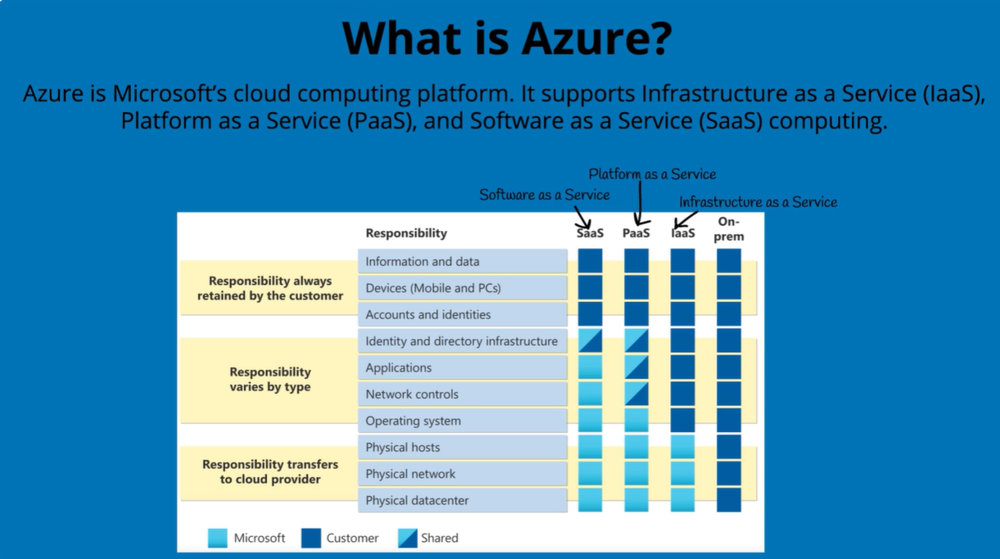 What is Azure?
Azure is Microsoft's cloud computing platform. It supports Infrastructure as a Service (IaaS),
Platform as a Service (PaaS), and Software as a Service (SaaS) computing.
Platform as a Service
Software as a Service
Infrastructure as a Service
Responsibility
SaaS
PaaS
IaaS
On-
prem
Responsibility always
retained by the customer
Information and data
Devices (Mobile and PCs)
Accounts and identities
Responsibility
varies by type
Identity and directory infrastructure
Applications
Network controls
Operating system
Responsibility transfers
to cloud provider
Physical hosts
Physical network
Physical datacenter
Microsoft
Customer
Shared